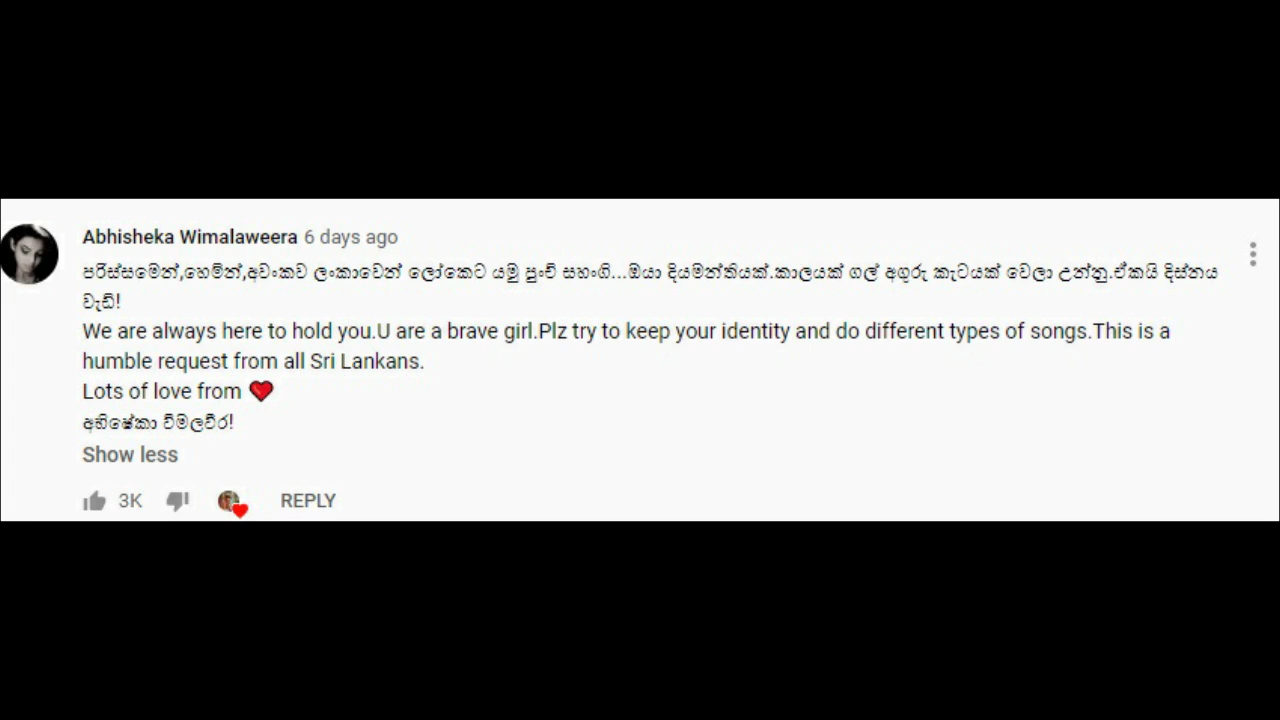 Abhisheka Wimalaweera 6 days ago
පරිස්සමෙන්,හෙමින්,අවංකව ලංකාවෙන් ලෝකෙට යමු පුංචි සහංගි...ඔයා දියමන්තියක්.කාලයක් ගල් අගුරු කැටයක් වෙලා උන්නු.ඒකයි දිස්නය
වැඩි!
We are always here to hold you.U are a brave girl.Plz try to keep your identity and do different types of songs.This is a
humble request from all Sri Lankans.
Lots of love from ❤
අභිෂේකා විමලවීර!
Show less
3K REPLY